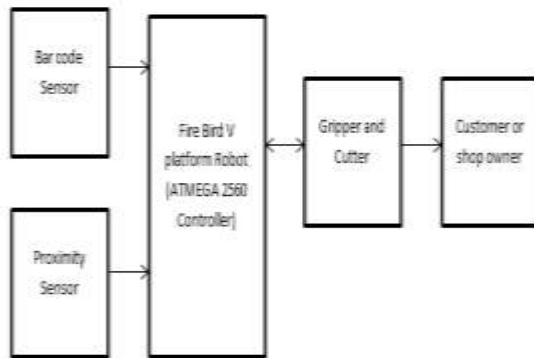 Bar code
Sensor
Proximity
Sensor
Fire Bird V
platform Robot
(ATMEGA 2560
Controller)
Gripper and
Cutter
Customer or
shop owner